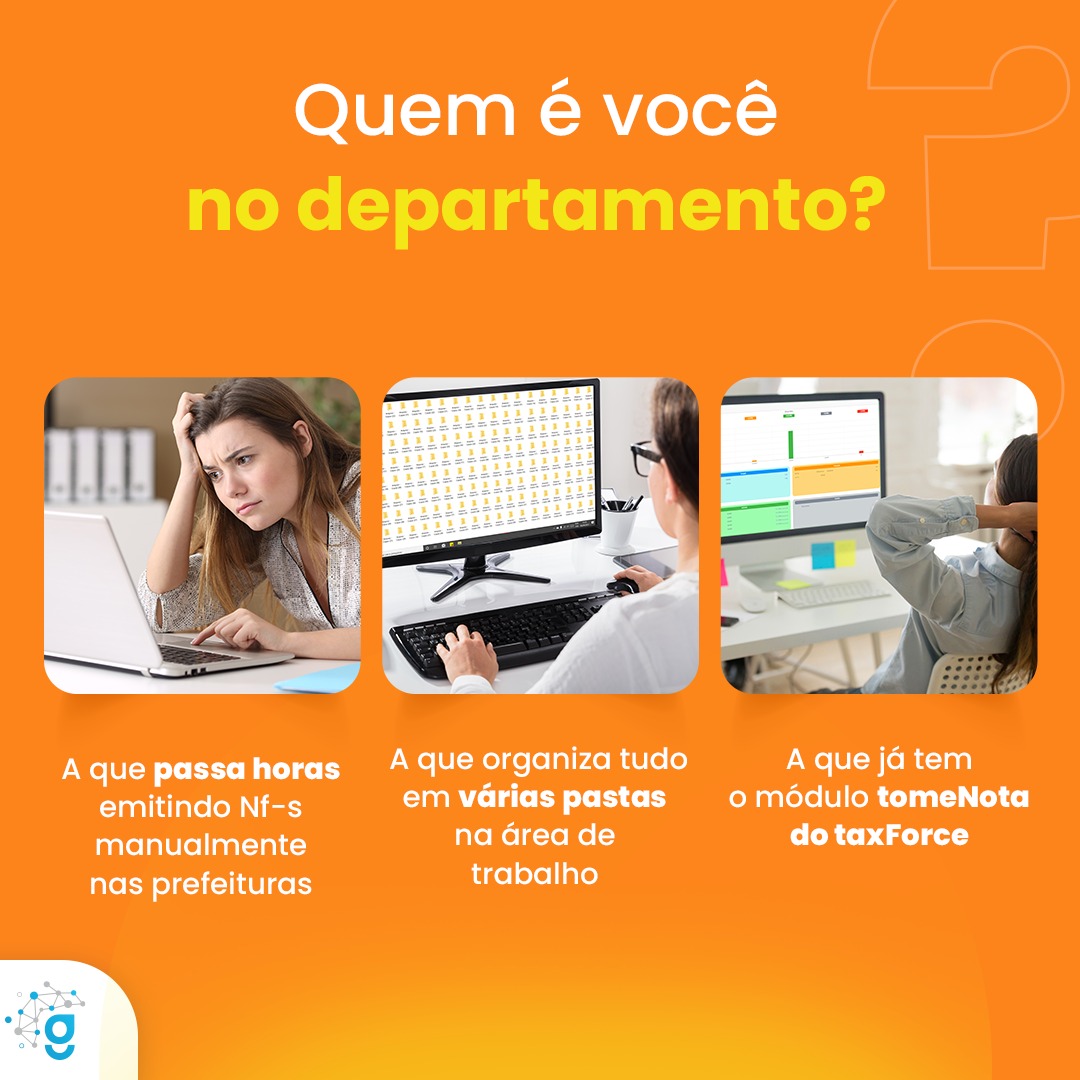 Quem é você
no departamento?
A que passa horas
emitindo Nf-s
manualmente
nas prefeituras
A que organiza tudo
em várias pastas
na área de
trabalho
A que já tem
o módulo tomeNota
do taxForce
g